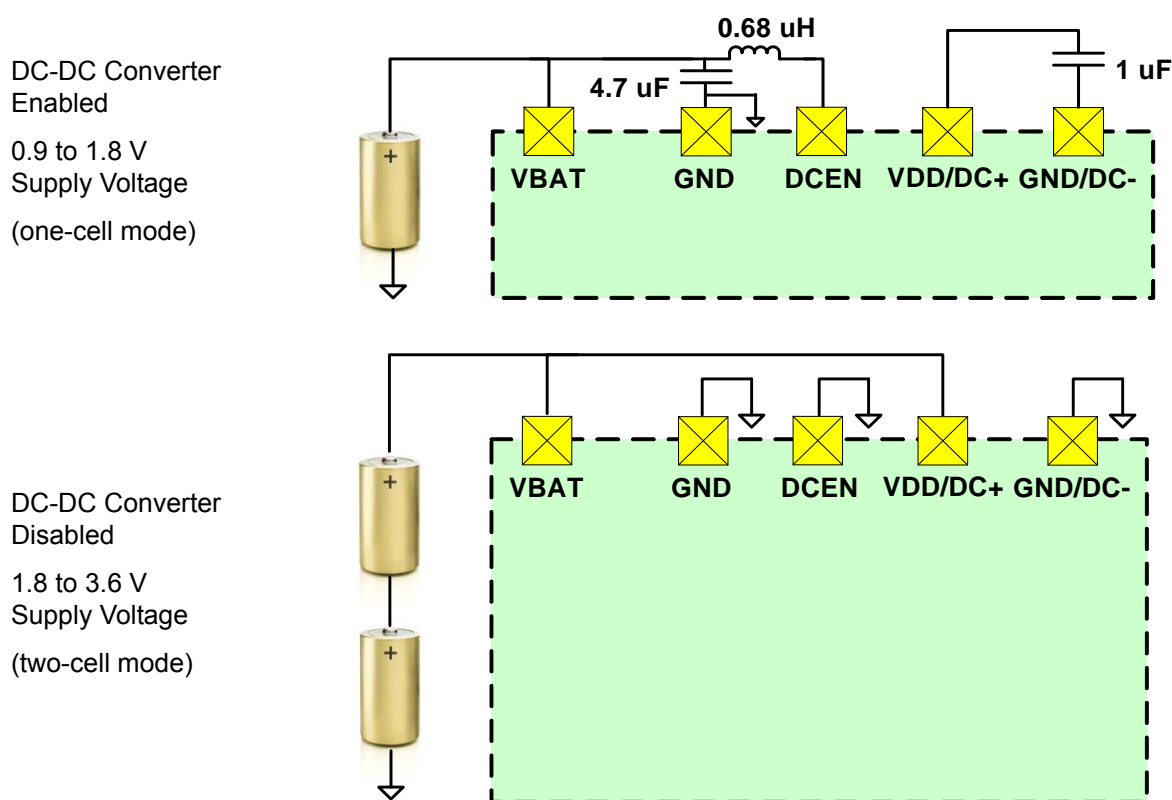 DC-DC Converter
Enabled
0.9 to 1.8 V
Supply Voltage
(one-cell mode)
0.68 uH
4.7 uF
1 uF
+
VBAT GND DCEN VDD/DC+ GND/DC-
DC-DC Converter
Disabled
1.8 to 3.6 V
Supply Voltage
(two-cell mode)
+
+
VBAT GND DCEN VDD/DC+ GND/DC-